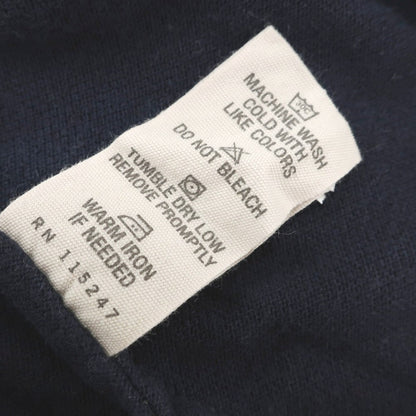 30C
MACHINE WASH
COLD WITH
LIKE COLORS
DO NOT BLEACH
TUMBLE DRY LOW
REMOVE PROMPTLY
WARM IRON
IF NEEDED
RN 115247